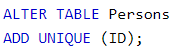 ALTER TABLE Persons
ADD UNIQUE (ID);